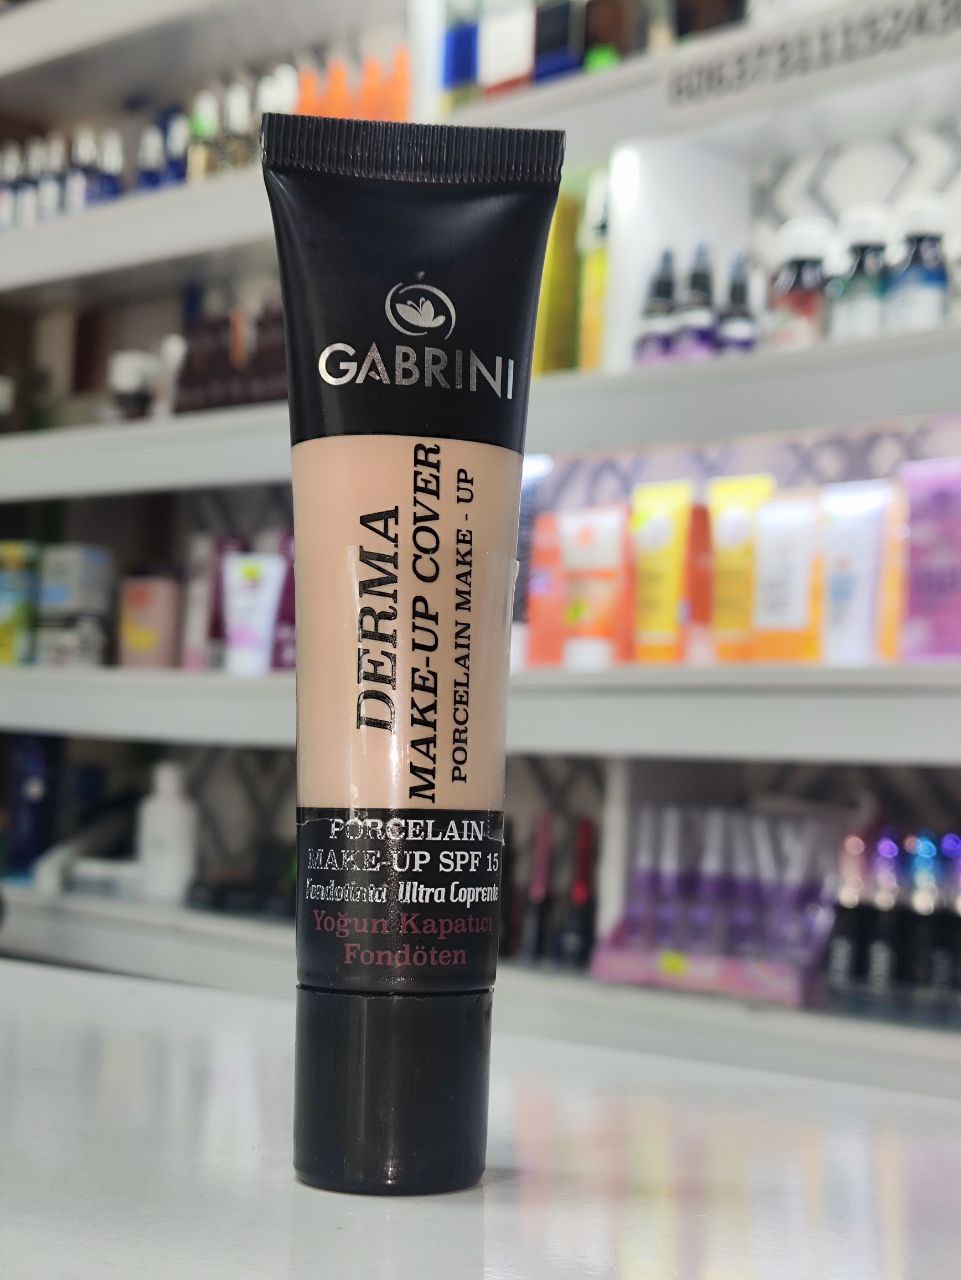 GABRINI
DERMA
MAKE-UP COVER
PORCELAIN MAKE - UP
PORCELAIN
MAKE-UP SPF 15
Fondotinta Ultra Coprente
Yoğun Kapatıcı
Fondöten